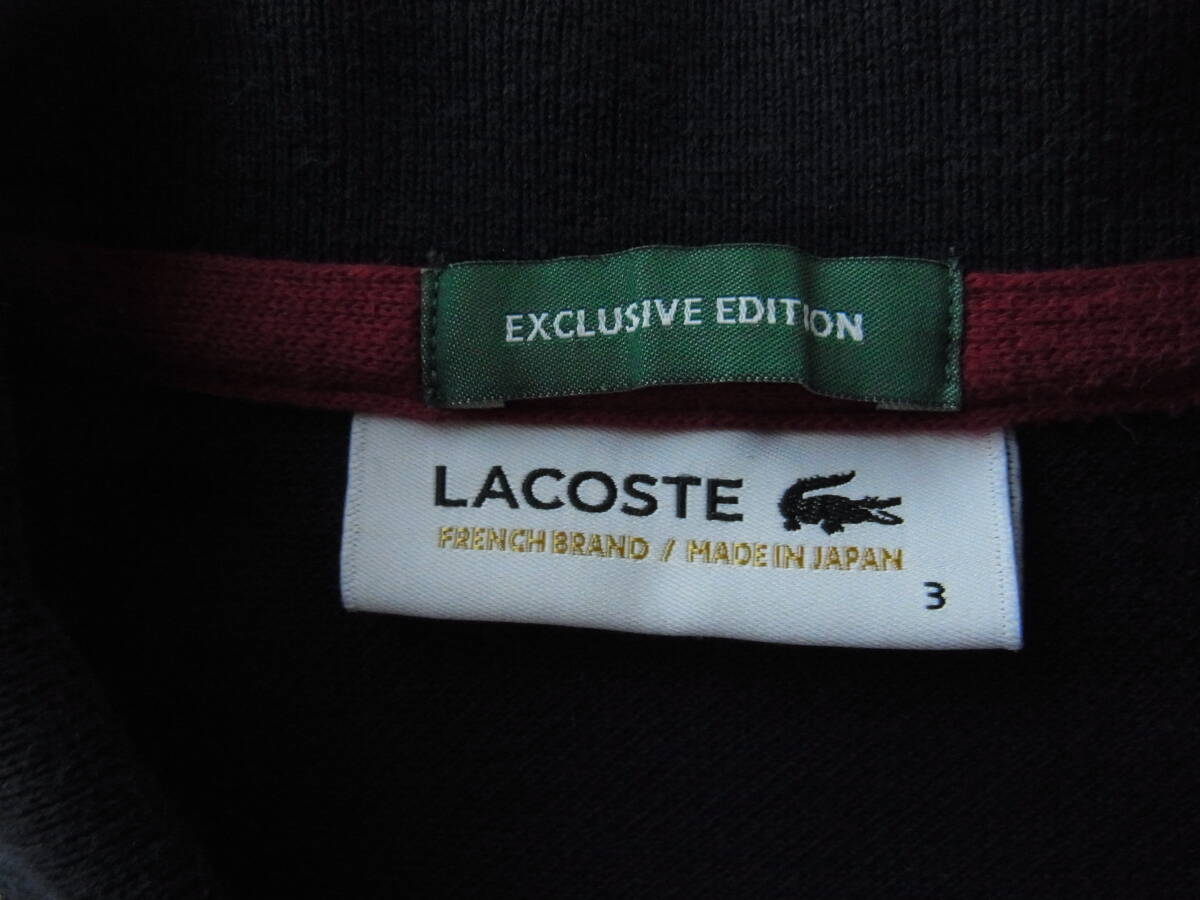 EXCLUSIVE EDITION
LACOSTE
FRENCH BRAND / MADE IN JAPAN
3